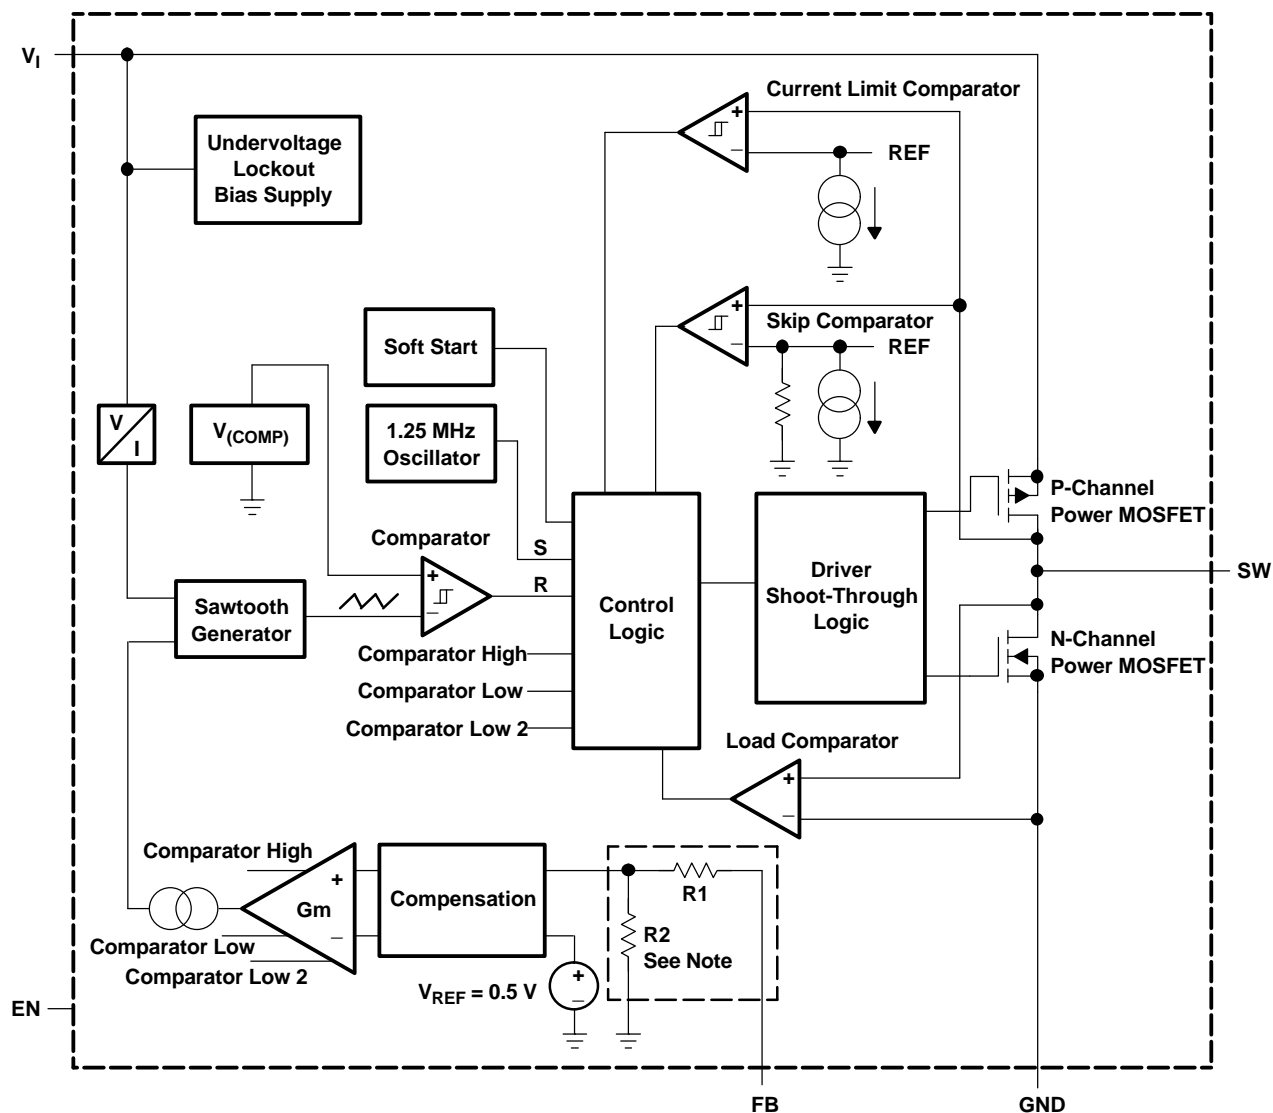 VI
Current Limit Comparator
+
–
REF
Undervoltage
Lockout
Bias Supply
+
–
Skip Comparator
REF
Soft Start
V
I
V(COMP)
1.25 MHz
Oscillator
P-Channel
Power MOSFET
Comparator
+
–
S
R
Sawtooth
Generator
Control
Logic
Driver
Shoot-Through
Logic
SW
N-Channel
Power MOSFET
Comparator High
Comparator Low
Comparator Low 2
Load Comparator
+
–
Comparator High
+
Gm
–
Comparator Low
Comparator Low 2
Compensation
R1
R2
See Note
VREF = 0.5 V
+
–
EN
FB
GND